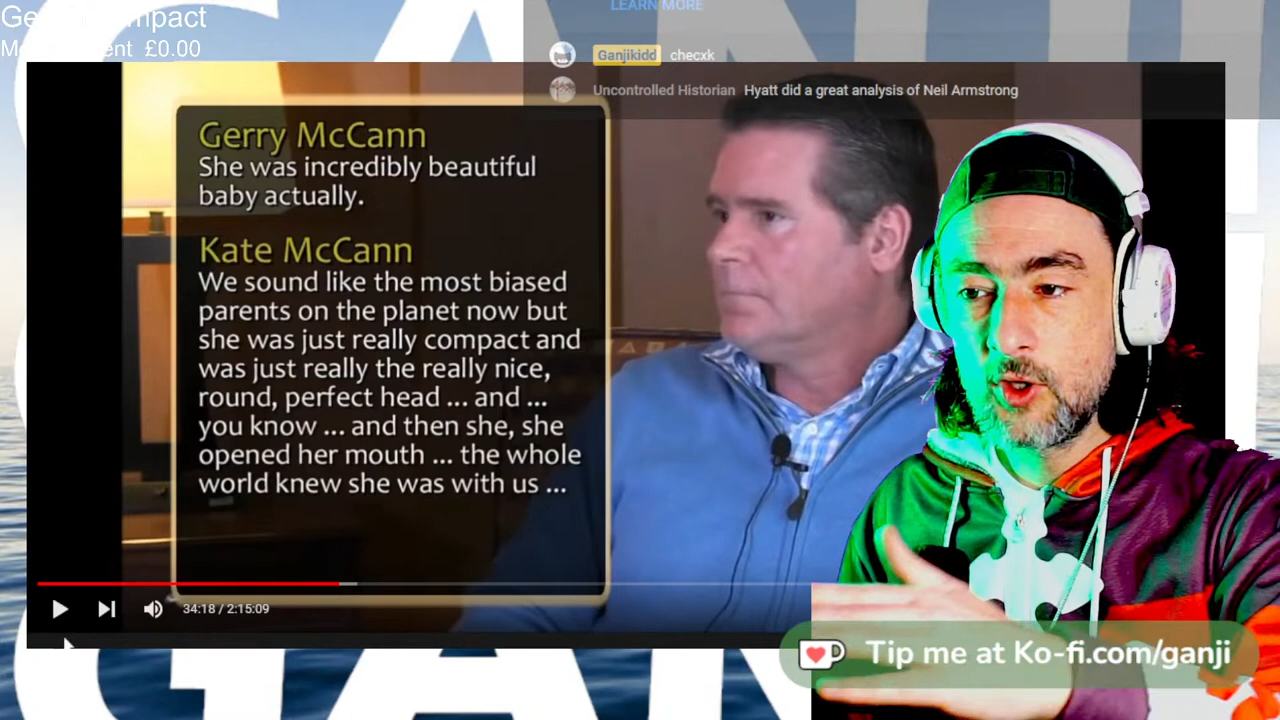 LEARN MORE
£0.00
Ganjikidd checxk
Uncontrolled Historian Hyatt did a great analysis of Neil Armstrong
Gerry McCann
She was incredibly beautiful
baby actually.
Kate McCann
We sound like the most biased
parents on the planet now but
she was just really compact and
was just really the really nice,
round, perfect head ... and ...
you know ... and then she, she
opened her mouth ... the whole
world knew she was with us ...
34:18 / 2:15:09
Tip me at Ko-fi.com/ganji